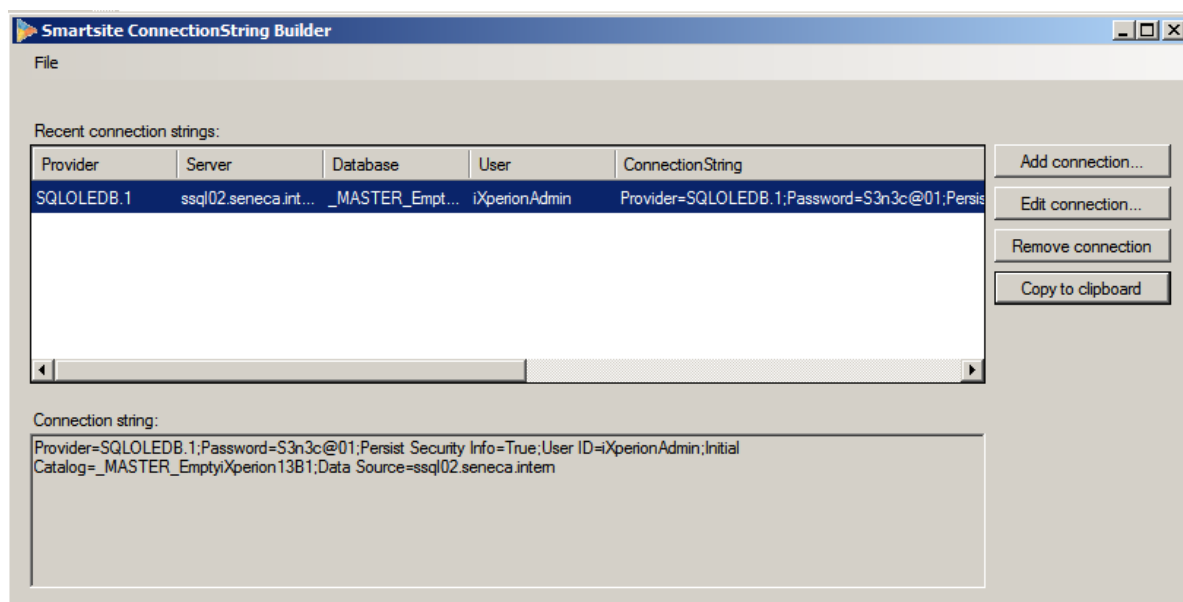 Smartsite ConnectionString Builder
File
Recent connection strings:
Provider Server Database User ConnectionString
SQLOLEDB.1 ssql02.seneca.int... _MASTER_Empt... iXperionAdmin Provider=SQLOLEDB.1;Password=S3n3c@01;Persis
Add connection...
Edit connection...
Remove connection
Copy to clipboard
Connection string:
Provider=SQLOLEDB.1;Password=S3n3c@01;Persist Security Info=True;User ID=iXperionAdmin;Initial
Catalog=_MASTER_EmptyiXperion13B1;Data Source=ssql02.seneca.intern